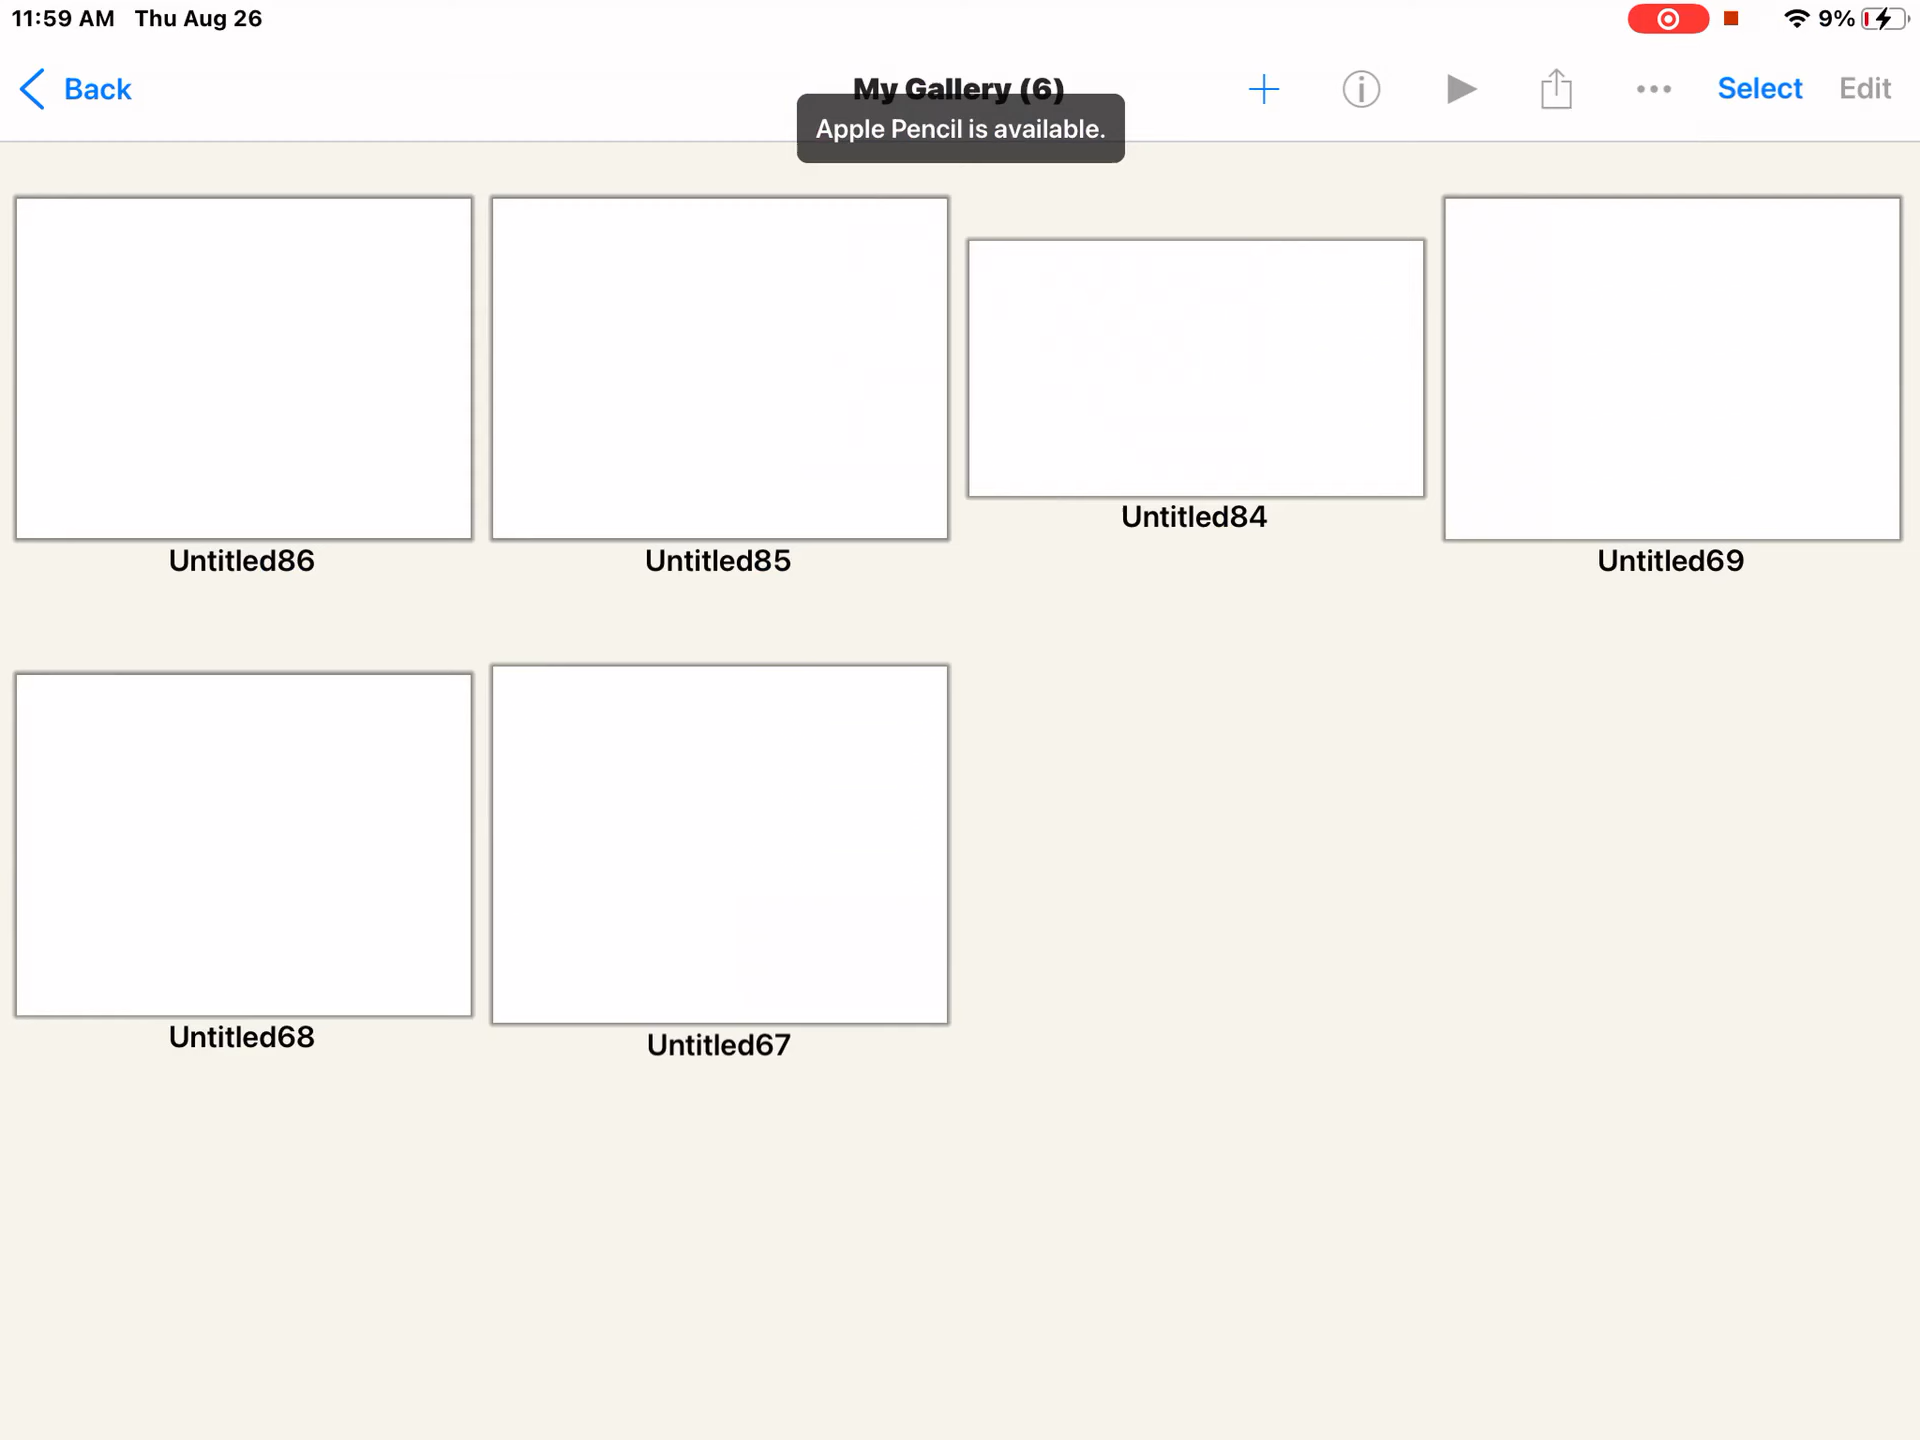 11:59 AM Thu Aug 26 9%
Back My Gallery (6) Select Edit
Apple Pencil is available.
Untitled86 Untitled85 Untitled84 Untitled69
Untitled68 Untitled67